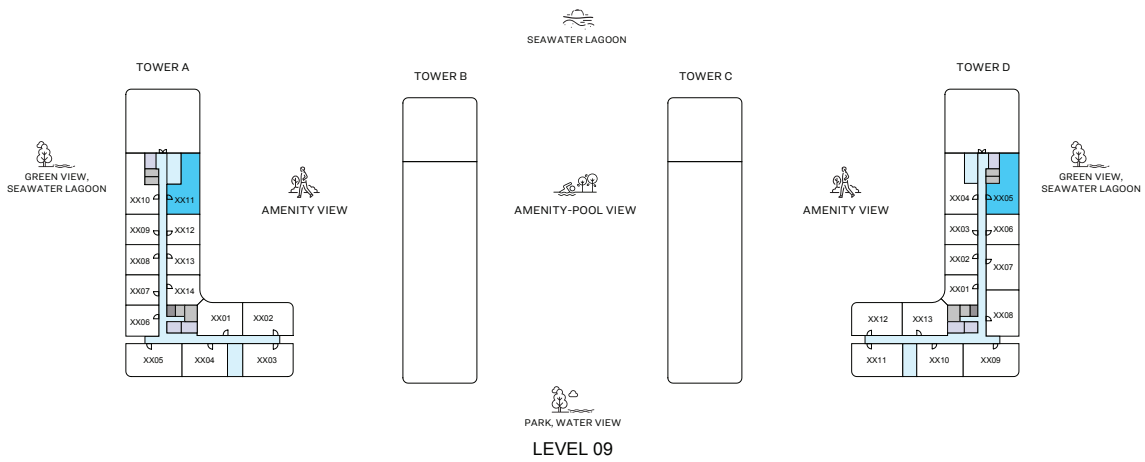 SEAWATER LAGOON
TOWER A
TOWER B
TOWER C
TOWER D
GREEN VIEW,
SEAWATER LAGOON
AMENITY VIEW
AMENITY-POOL VIEW
AMENITY VIEW
GREEN VIEW,
SEAWATER LAGOON
XX10
XX11
XX09
XX12
XX08
XX13
XX07
XX14
XX06
XX01
XX02
XX05
XX04
XX03
XX04
XX05
XX03
XX06
XX02
XX07
XX01
XX08
XX12
XX13
XX11
XX10
XX09
PARK, WATER VIEW
LEVEL 09